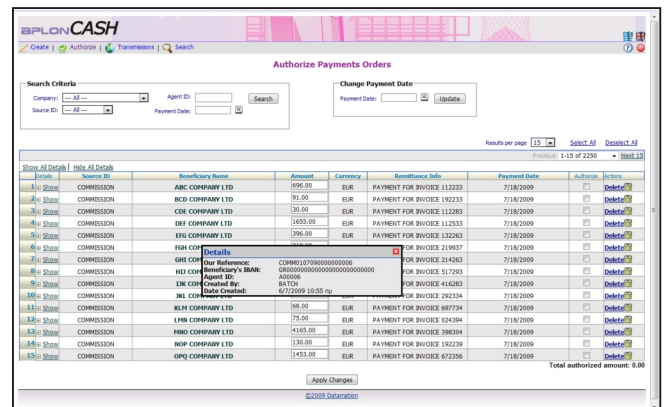 aPLONCASH
Create | Authorize | Transmissions | Search
Authorize Payments Orders
Search Criteria
Company: --- All --- Agent ID: Search
Source ID: --- All --- Payment Date:
Change Payment Date
Payment Date: Update
Results per page 15 Select All Deselect All
Previous 1-15 of 2250 Next 15
Show All Details | Hide All Details
Details Source ID Beneficiary Name Amount Currency Remittance Info Payment Date Authorize Actions
1 Show COMMISSION ABC COMPANY LTD 696.00 EUR PAYMENT FOR INVOICE 112233 7/18/2009 Delete
2 Show COMMISSION BCD COMPANY LTD 91.00 EUR PAYMENT FOR INVOICE 192233 7/18/2009 Delete
3 Show COMMISSION CDE COMPANY LTD 30.00 EUR PAYMENT FOR INVOICE 112283 7/18/2009 Delete
4 Show COMMISSION DEF COMPANY LTD 1655.00 EUR PAYMENT FOR INVOICE 112533 7/18/2009 Delete
5 Show COMMISSION EFG COMPANY LTD 396.00 EUR PAYMENT FOR INVOICE 132263 7/18/2009 Delete
6 Show COMMISSION FGH COMPANY LTD EUR PAYMENT FOR INVOICE 219937 7/18/2009 Delete
7 Show COMMISSION GHI FOR INVOICE 214263 7/18/2009 Delete
8 Show COMMISSION HIJ FOR INVOICE 517293 7/18/2009 Delete
9 Show COMMISSION IJK FOR INVOICE 416283 7/18/2009 Delete
10 Show COMMISSION JKL FOR INVOICE 292334 7/18/2009 Delete
Details
Our Reference: COMM0107090000000006
Beneficiary's IBAN:
Agent ID: A00006
Created By: BATCH
Date Created: 6/7/2009 10:55 πμ
11 Show COMMISSION KLM COMPANY LTD 68.00 EUR PAYMENT FOR INVOICE 697734 7/18/2009 Delete
12 Show COMMISSION LMN COMPANY LTD 75.00 EUR PAYMENT FOR INVOICE 024394 7/18/2009 Delete
13 Show COMMISSION MNO COMPANY LTD 4165.00 EUR PAYMENT FOR INVOICE 398304 7/18/2009 Delete
14 Show COMMISSION NOP COMPANY LTD 130.00 EUR PAYMENT FOR INVOICE 192239 7/18/2009 Delete
15 Show COMMISSION OPQ COMPANY LTD 1453.00 EUR PAYMENT FOR INVOICE 672356 7/18/2009 Delete
Total authorized amount: 0.00
Apply Changes
©2009 Datamation